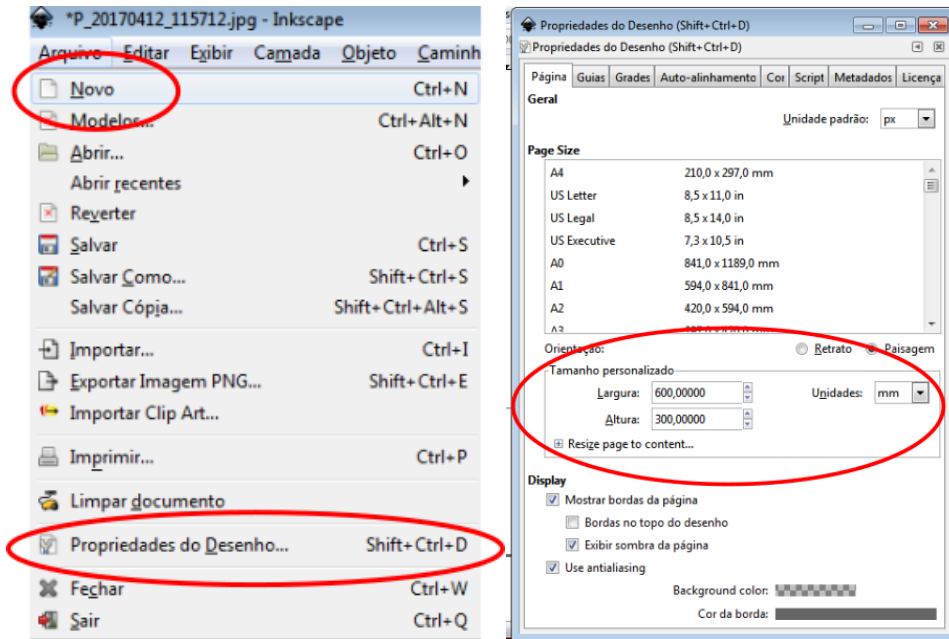 *P_20170412_115712.jpg - Inkscape
Arquivo Editar Exibir Camada Objeto Caminh
Novo Ctrl+N
Modelos... Ctrl+Alt+N
Abrir... Ctrl+O
Abrir recentes
Reverter
Salvar Ctrl+S
Salvar Como... Shift+Ctrl+S
Salvar Cópia... Shift+Ctrl+Alt+S
Importar... Ctrl+I
Exportar Imagem PNG... Shift+Ctrl+E
Importar Clip Art...
Imprimir... Ctrl+P
Limpar documento
Propriedades do Desenho... Shift+Ctrl+D
Fechar Ctrl+W
Sair Ctrl+Q
Propriedades do Desenho (Shift+Ctrl+D)
Propriedades do Desenho (Shift+Ctrl+D)
Página Guias Grades Auto-alinhamento Cor Script Metadados Licença
Geral
Unidade padrão: px
Page Size
A4 210,0 x 297,0 mm
US Letter 8,5 x 11,0 in
US Legal 8,5 x 14,0 in
US Executive 7,3 x 10,5 in
A0 841,0 x 1189,0 mm
A1 594,0 x 841,0 mm
A2 420,0 x 594,0 mm
A3
Orientação: Retrato Paisagem
Tamanho personalizado
Largura: 600,00000 Unidades: mm
Altura: 300,00000
Resize page to content...
Display
Mostrar bordas da página
Bordas no topo do desenho
Exibir sombra da página
Use antialiasing
Background color:
Cor da borda: